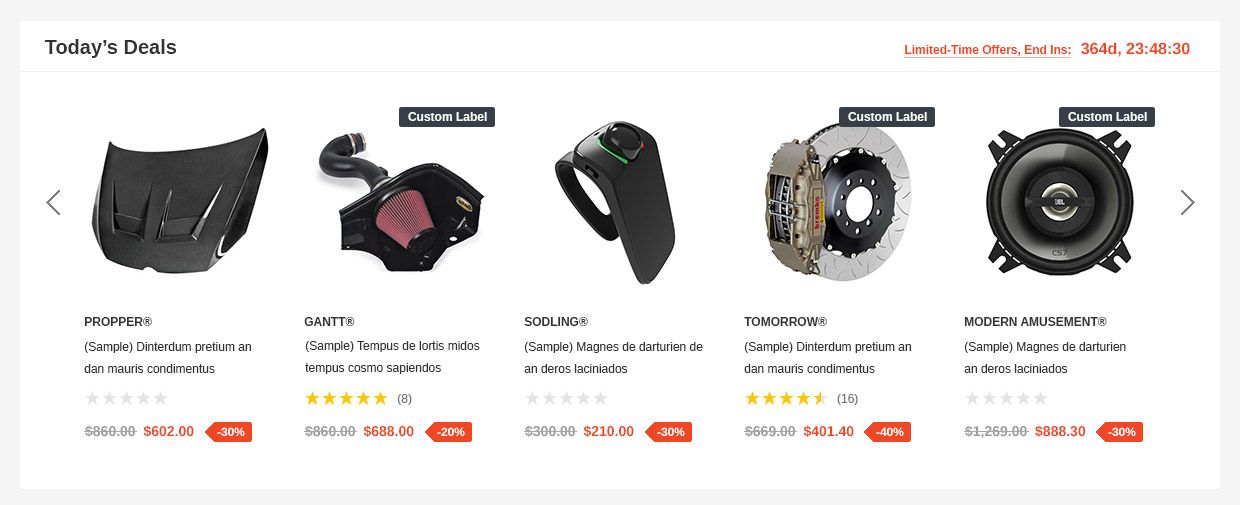 Today’s Deals
Limited-Time Offers, End Ins: 364d, 23:48:30
Custom Label
Custom Label
Custom Label
brembo
JBL
CS7
PROPPER®
(Sample) Dinterdum pretium an
dan mauris condimentus
$860.00 $602.00 -30%
GANTT®
(Sample) Tempus de lortis midos
tempus cosmo sapiendos
(8)
$860.00 $688.00 -20%
SODLING®
(Sample) Magnes de darturien de
an deros laciniados
$300.00 $210.00 -30%
TOMORROW®
(Sample) Dinterdum pretium an
dan mauris condimentus
(16)
$669.00 $401.40 -40%
MODERN AMUSEMENT®
(Sample) Magnes de darturien
an deros laciniados
$1,269.00 $888.30 -30%